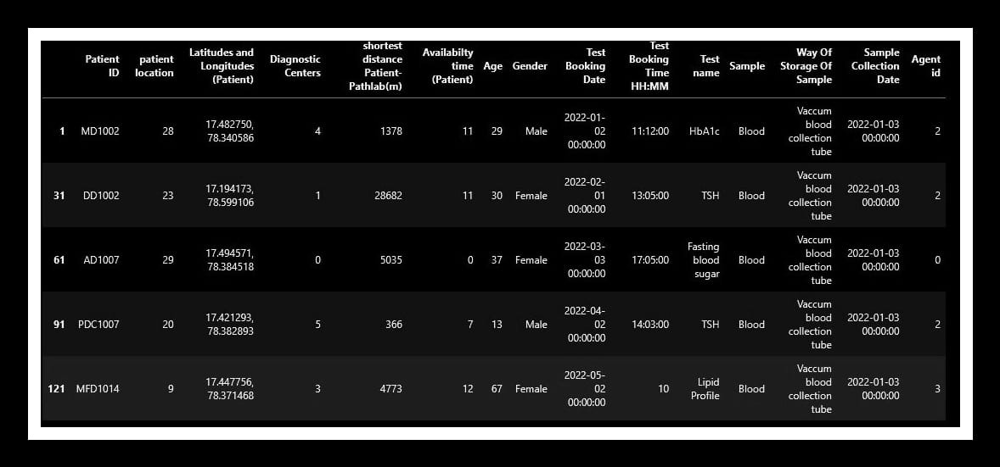 Patient ID | patient location | Latitudes and Longitudes (Patient) | Diagnostic Centers | shortest distance Patient-Pathlab(m) | Availabilty time (Patient) | Age | Gender | Test Booking Date | Test Booking Time HH:MM | Test name | Sample | Way Of Storage Of Sample | Sample Collection Date | Agent id
1 | MD1002 | 28 | 17.482750, 78.340586 | 4 | 1378 | 11 | 29 | Male | 2022-01-02 00:00:00 | 11:12:00 | HbA1c | Blood | Vaccum blood collection tube | 2022-01-03 00:00:00 | 2
31 | DD1002 | 23 | 17.194173, 78.599106 | 1 | 28682 | 11 | 30 | Female | 2022-02-01 00:00:00 | 13:05:00 | TSH | Blood | Vaccum blood collection tube | 2022-01-03 00:00:00 | 2
61 | AD1007 | 29 | 17.494571, 78.384518 | 0 | 5035 | 0 | 37 | Female | 2022-03-03 00:00:00 | 17:05:00 | Fasting blood sugar | Blood | Vaccum blood collection tube | 2022-01-03 00:00:00 | 0
91 | PDC1007 | 20 | 17.421293, 78.382893 | 5 | 366 | 7 | 13 | Male | 2022-04-02 00:00:00 | 14:03:00 | TSH | Blood | Vaccum blood collection tube | 2022-01-03 00:00:00 | 2
121 | MFD1014 | 9 | 17.447756, 78.371468 | 3 | 4773 | 12 | 67 | Female | 2022-05-02 00:00:00 | 10 | Lipid Profile | Blood | Vaccum blood collection tube | 2022-01-03 00:00:00 | 3